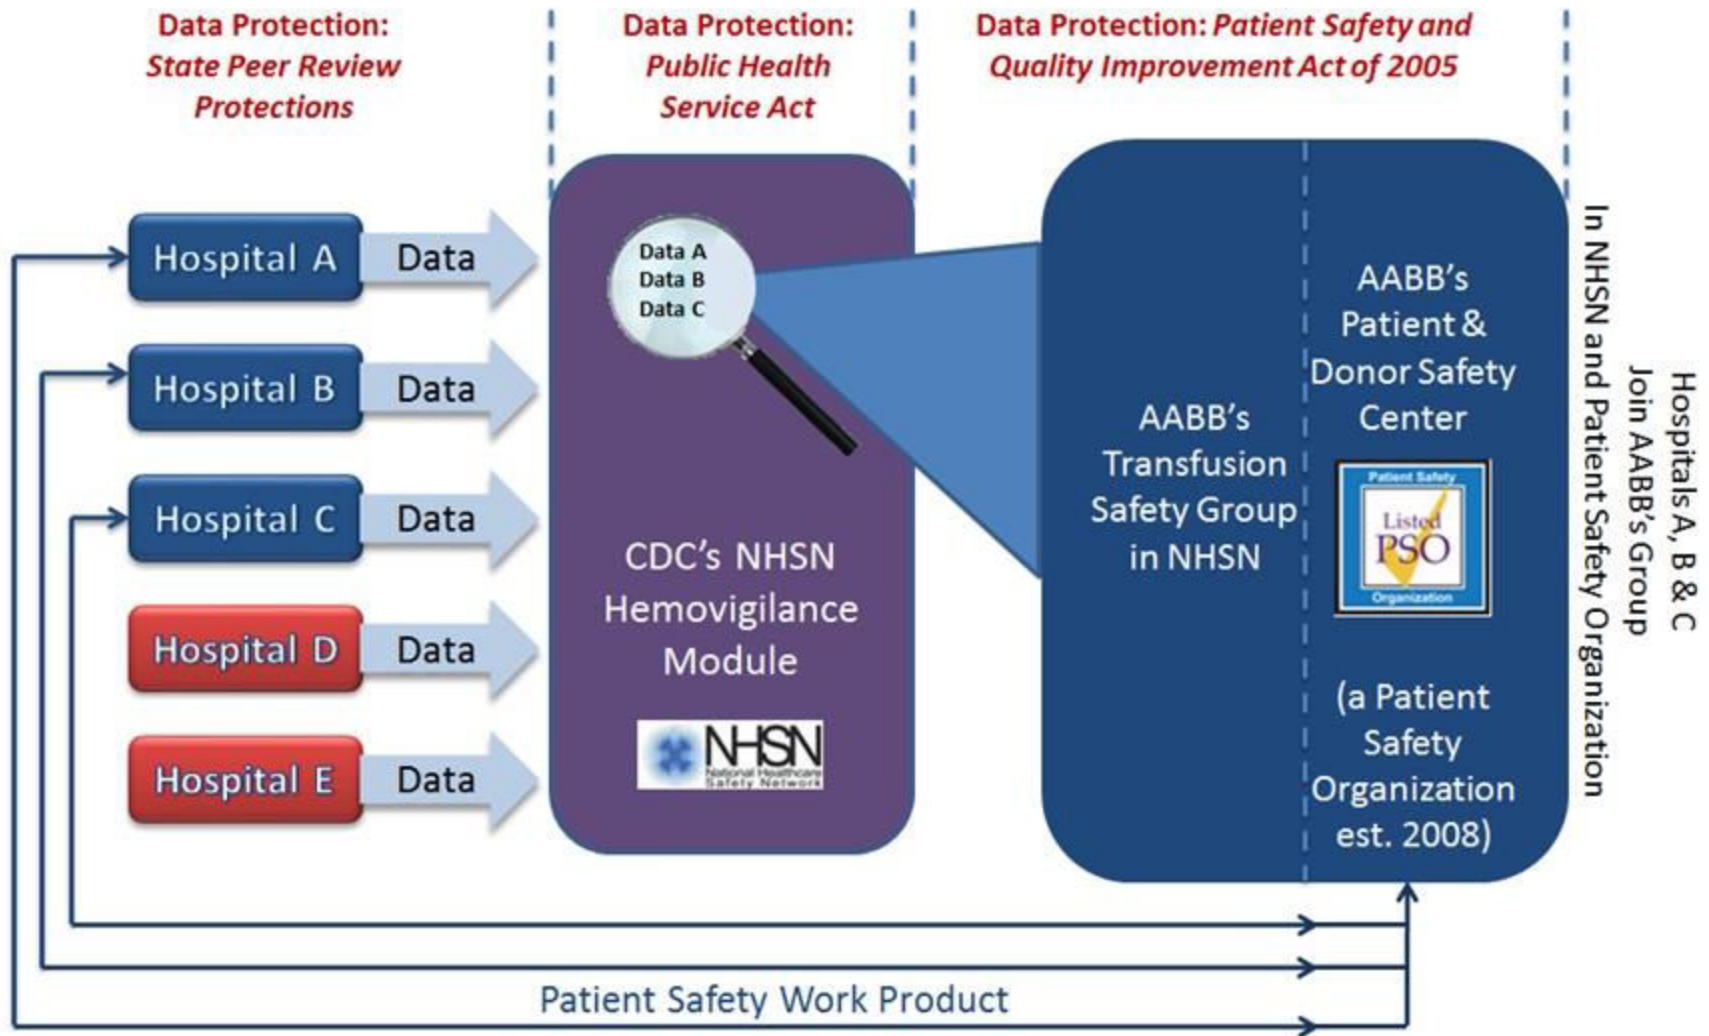 Data Protection:
State Peer Review
Protections
Data Protection:
Public Health
Service Act
Data Protection: Patient Safety and
Quality Improvement Act of 2005
Hospital A
Data
Hospital B
Data
Hospital C
Data
Hospital D
Data
Hospital E
Data
Data A
Data B
Data C
CDC's NHSN
Hemovigilance
Module
NHSN
National Healthcare
Safety Network
AABB's
Transfusion
Safety Group
in NHSN
AABB's
Patient &
Donor Safety
Center
Patient Safety
Listed
PSO
Organization
(a Patient
Safety
Organization
est. 2008)
Hospitals A, B & C
Join AABB's Group
In NHSN and Patient Safety Organization
Patient Safety Work Product